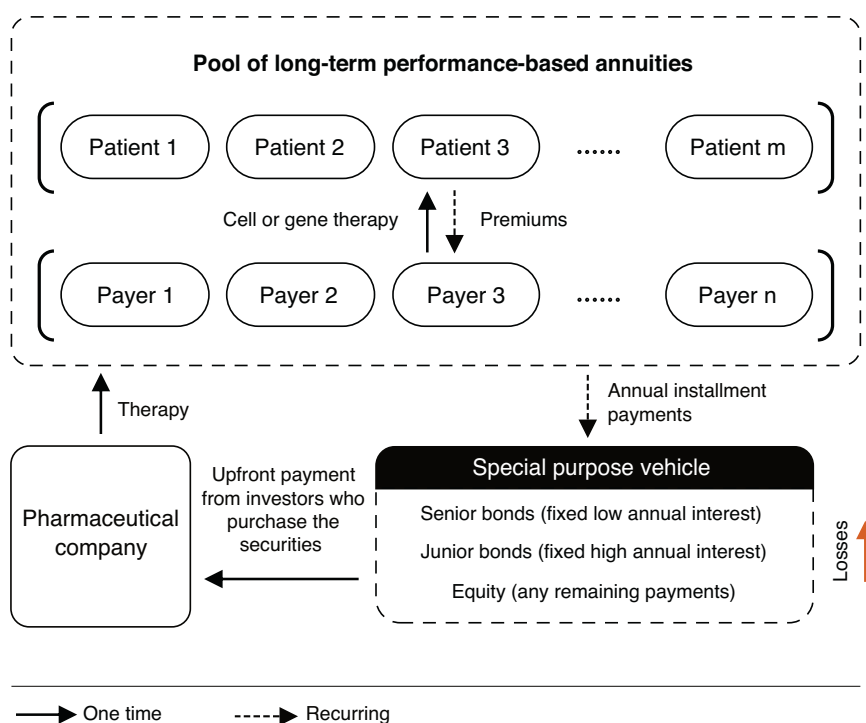 Pool of long-term performance-based annuities
Patient 1
Patient 2
Patient 3
......
Patient m
Cell or gene therapy
Premiums
Payer 1
Payer 2
Payer 3
......
Payer n
Therapy
Annual installment
payments
Pharmaceutical
company
Upfront payment
from investors who
purchase the
securities
Special purpose vehicle
Senior bonds (fixed low annual interest)
Junior bonds (fixed high annual interest)
Equity (any remaining payments)
Losses
One time
Recurring